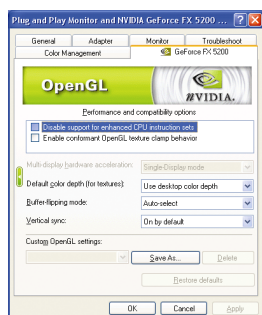 Plug and Play Monitor and NVIDIA GeForce FX 5200 ...
General Adapter Monitor Troubleshoot
Color Management GeForce FX 5200
OpenGL
NVIDIA.
Performance and compatibility options
Disable support for enhanced CPU instruction sets
Enable conformant OpenGL texture clamp behavior
Multi-display hardware acceleration: Single-Display mode
Default color depth (for textures): Use desktop color depth
Buffer-flipping mode: Auto-select
Vertical sync: On by default
Custom OpenGL settings:
Save As... Delete
Restore defaults
OK Cancel Apply